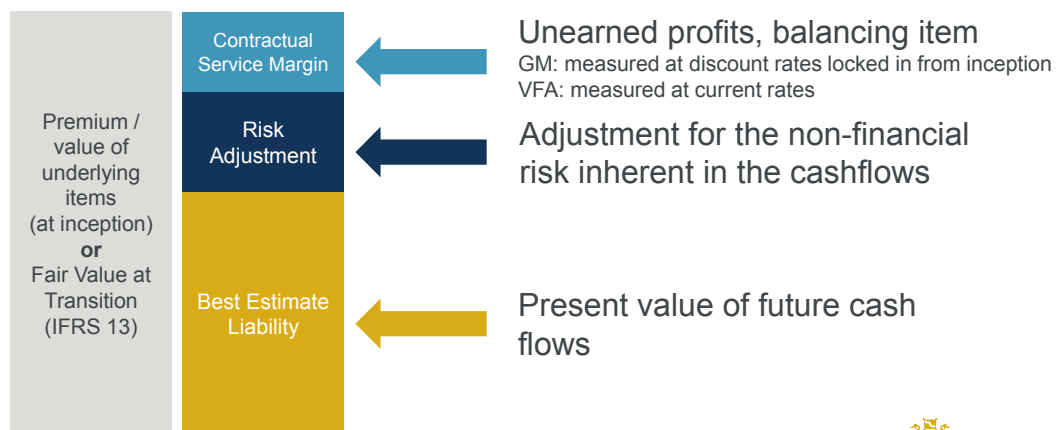 Premium /
value of
underlying
items
(at inception)
or
Fair Value at
Transition
(IFRS 13)
Contractual
Service Margin
Risk
Adjustment
Best Estimate
Liability
Unearned profits, balancing item
GM: measured at discount rates locked in from inception
VFA: measured at current rates
Adjustment for the non-financial
risk inherent in the cashflows
Present value of future cash
flows